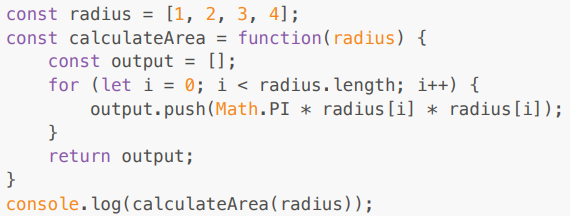 const radius = [1, 2, 3, 4];
const calculateArea = function(radius) {
    const output = [];
    for (let i = 0; i < radius.length; i++) {
        output.push(Math.PI * radius[i] * radius[i]);
    }
    return output;
}
console.log(calculateArea(radius));